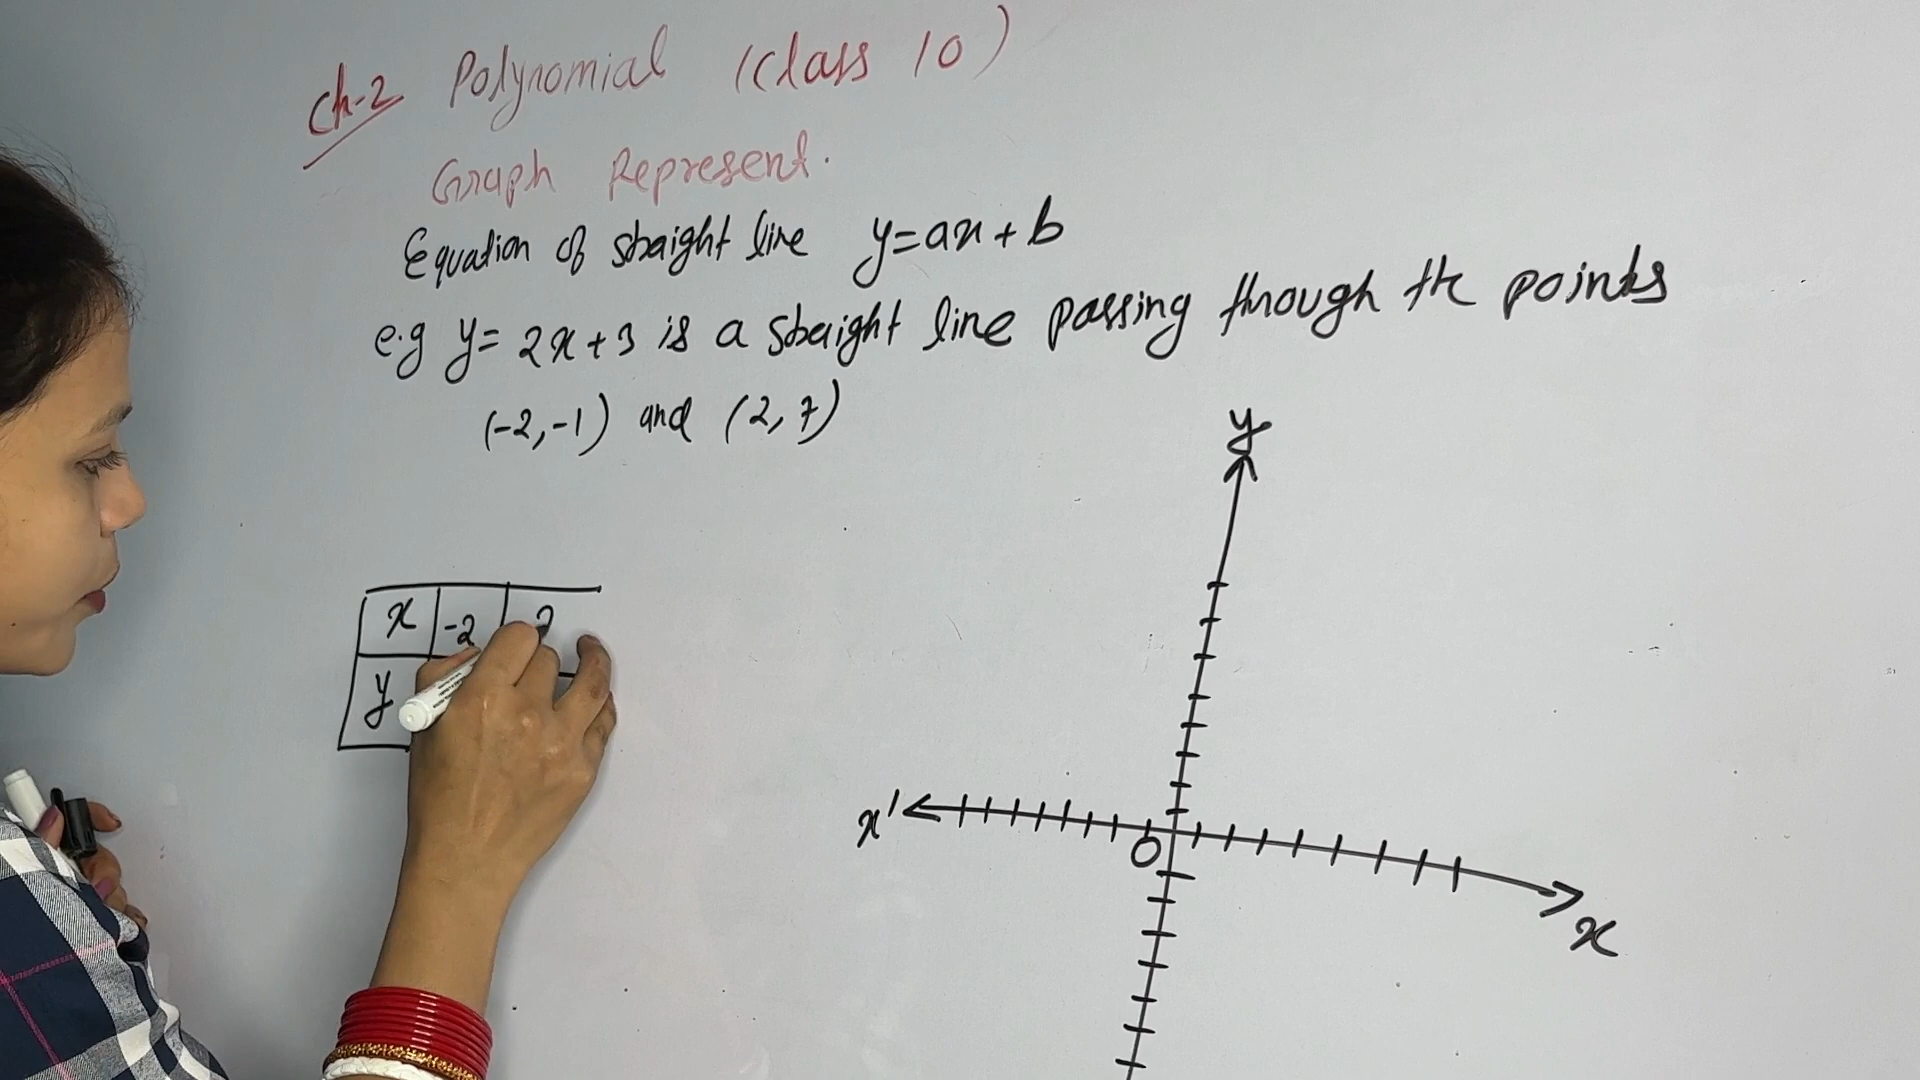 Ch-2 Polynomial (Class 10)
Graph Represent.
Equation of straight line y=ax+b
e.g y= 2x+3 is a straight line passing through the points
(-2,-1) and (2,7)
y
x -2 2
y
x'
O
x